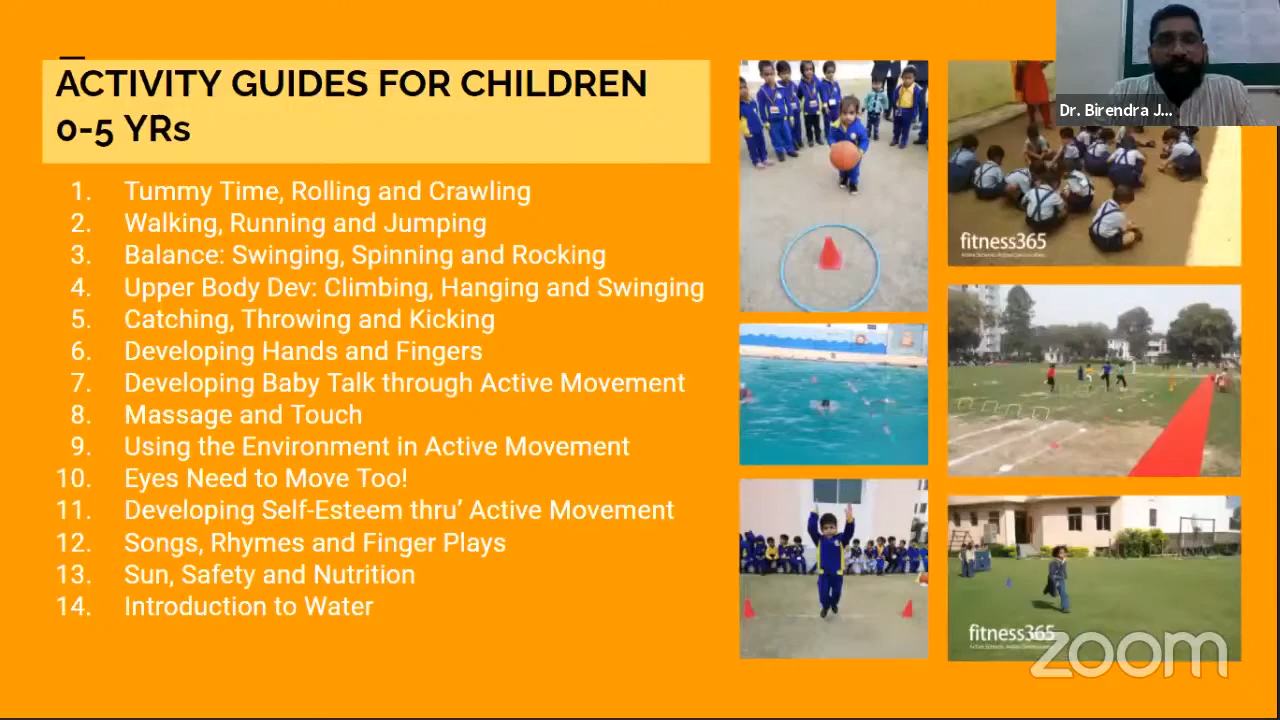 ACTIVITY GUIDES FOR CHILDREN
0-5 YRs
1. Tummy Time, Rolling and Crawling
2. Walking, Running and Jumping
3. Balance: Swinging, Spinning and Rocking
4. Upper Body Dev: Climbing, Hanging and Swinging
5. Catching, Throwing and Kicking
6. Developing Hands and Fingers
7. Developing Baby Talk through Active Movement
8. Massage and Touch
9. Using the Environment in Active Movement
10. Eyes Need to Move Too!
11. Developing Self-Esteem thru’ Active Movement
12. Songs, Rhymes and Finger Plays
13. Sun, Safety and Nutrition
14. Introduction to Water
Dr. Birendra J...
fitness365
fitness365
zoom